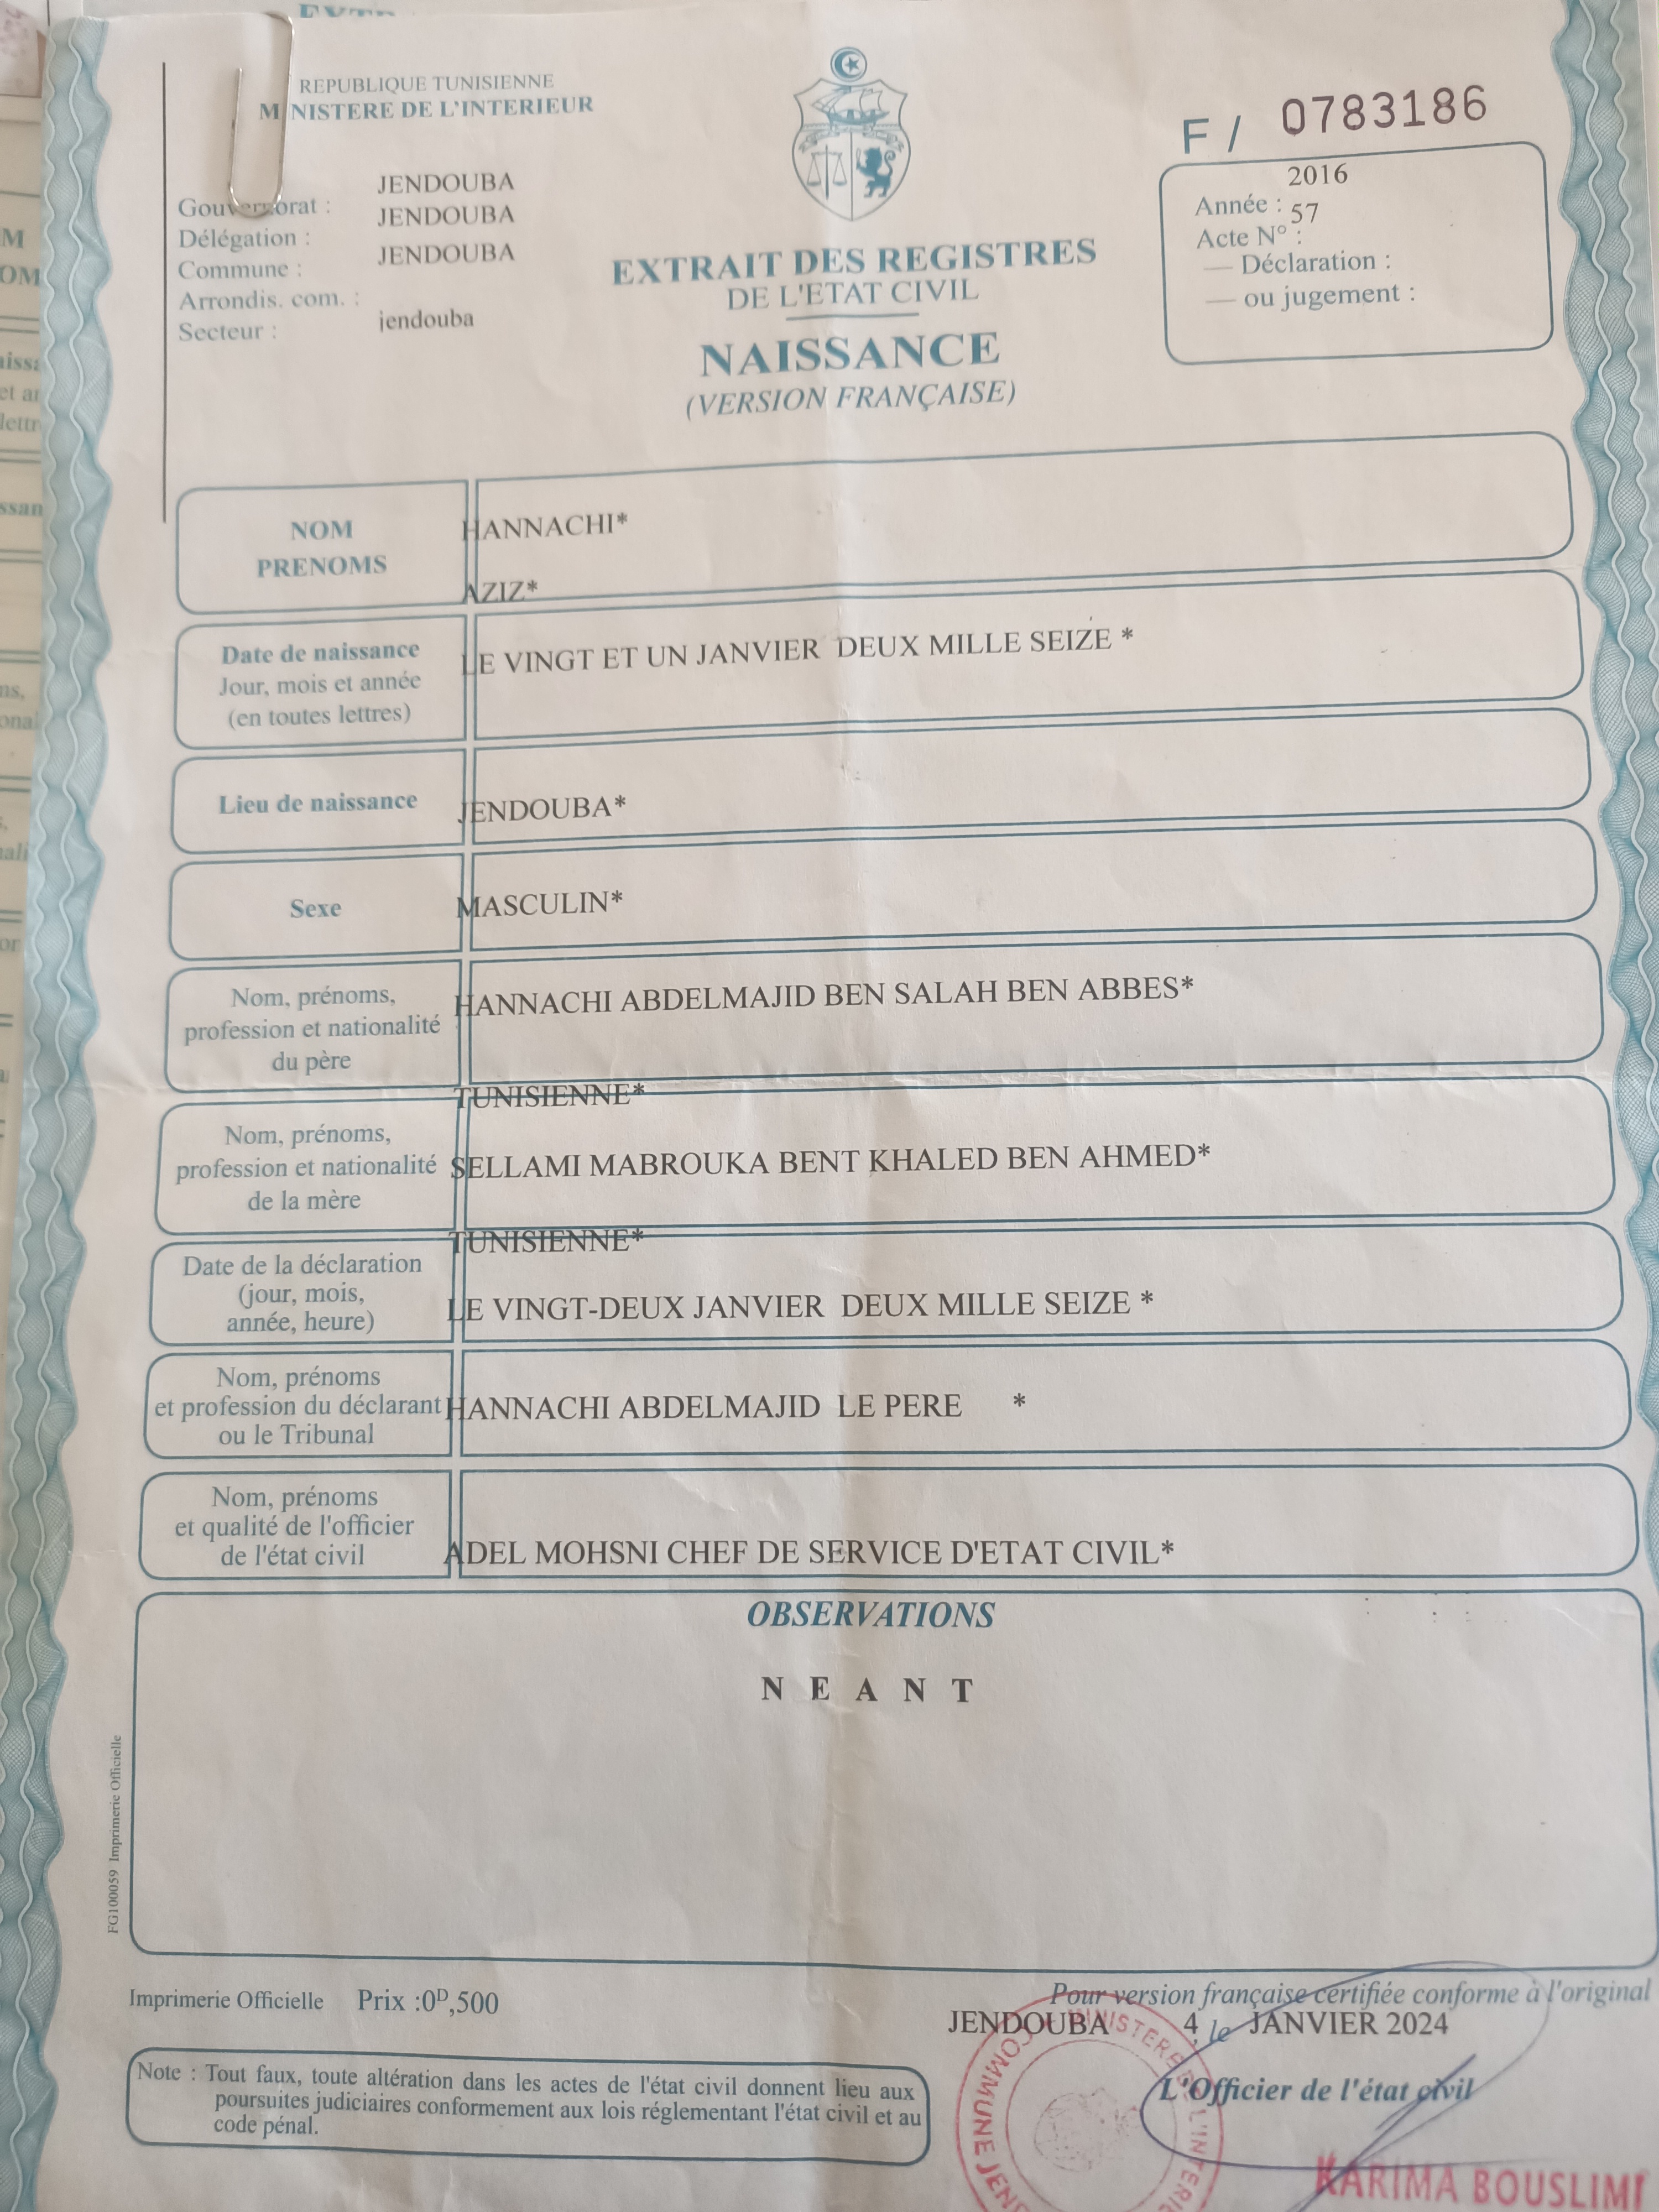 REPUBLIQUE TUNISIENNE
MINISTERE DE L'INTERIEUR
F / 0783186
JENDOUBA
Gouvernorat :
JENDOUBA
Délégation :
JENDOUBA
Commune :
Arrondis. com. :
jendouba
Secteur :
2016
Année :
57
Acte N° :
— Déclaration :
— ou jugement :
EXTRAIT DES REGISTRES
DE L'ETAT CIVIL
NAISSANCE
(VERSION FRANÇAISE)
NOM
PRENOMS
HANNACHI*
AZIZ*
Date de naissance
Jour, mois et année
(en toutes lettres)
LE VINGT ET UN JANVIER DEUX MILLE SEIZE *
Lieu de naissance
JENDOUBA*
Sexe
MASCULIN*
Nom, prénoms,
profession et nationalité
du père
HANNACHI ABDELMAJID BEN SALAH BEN ABBES*
TUNISIENNE*
Nom, prénoms,
profession et nationalité
de la mère
SELLAMI MABROUKA BENT KHALED BEN AHMED*
TUNISIENNE*
Date de la déclaration
(jour, mois,
année, heure)
LE VINGT-DEUX JANVIER DEUX MILLE SEIZE *
Nom, prénoms
et profession du déclarant
ou le Tribunal
HANNACHI ABDELMAJID LE PERE *
Nom, prénoms
et qualité de l'officier
de l'état civil
ADEL MOHSNI CHEF DE SERVICE D'ETAT CIVIL*
OBSERVATIONS
N E A N T
FG100059 Imprimerie Officielle
Imprimerie Officielle Prix :0D,500
Pour version française certifiée conforme à l'original
JENDOUBA 4, le JANVIER 2024
L'Officier de l'état civil
Note : Tout faux, toute altération dans les actes de l'état civil donnent lieu aux
poursuites judiciaires conformement aux lois réglementant l'état civil et au
code pénal.
MINISTERE DE L'INTERI
COMMUNE JEND
KARIMA BOUSLIMI